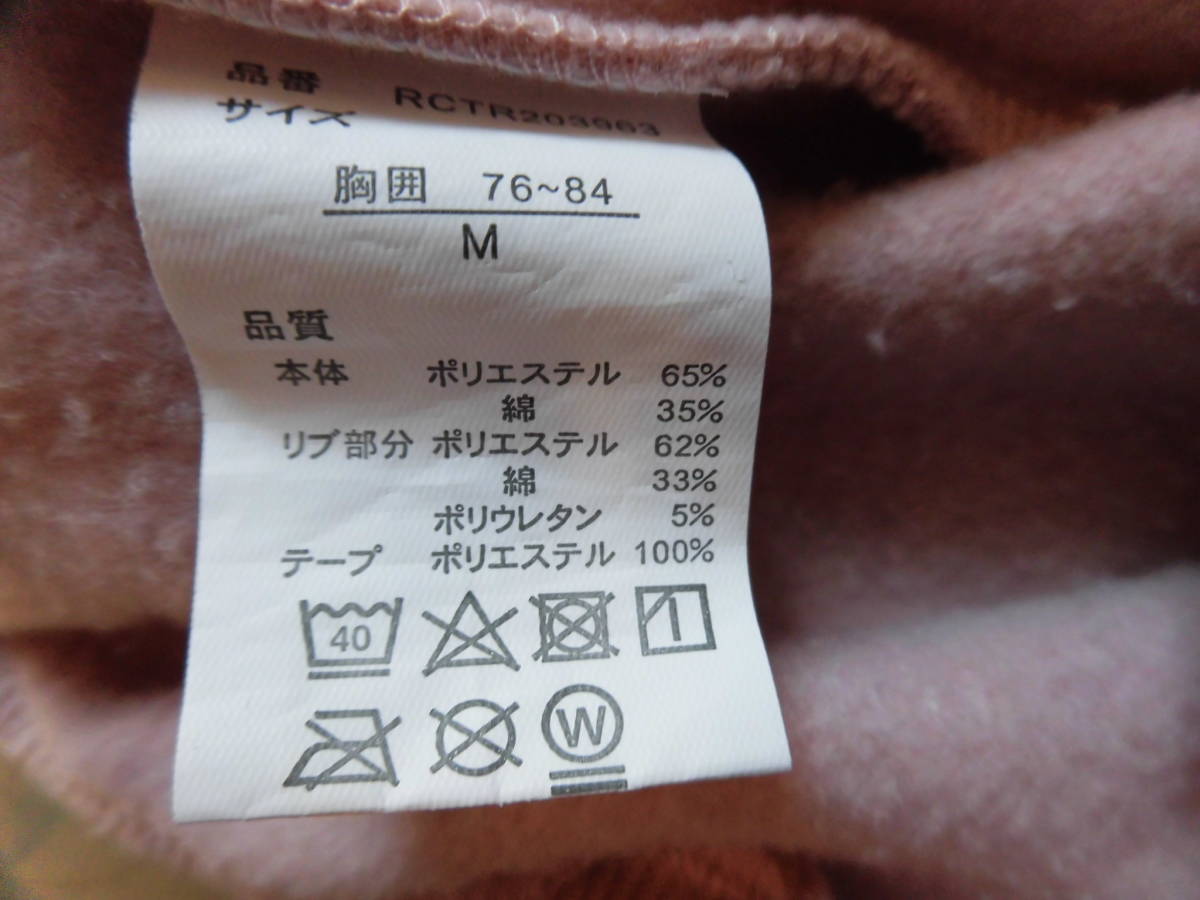 品番 RCTR203963
サイズ
胸囲 76~84
M
品質
本体 ポリエステル 65%
綿 35%
リブ部分 ポリエステル 62%
綿 33%
ポリウレタン 5%
テープ ポリエステル 100%
40
W